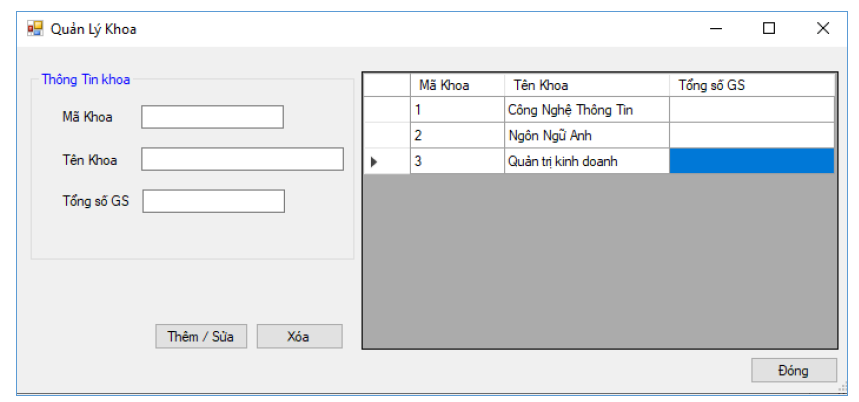 Quản Lý Khoa
Thông Tin khoa
Mã Khoa
Tên Khoa
Tổng số GS
Thêm / Sửa Xóa
Mã Khoa Tên Khoa Tổng số GS
1 Công Nghệ Thông Tin
2 Ngôn Ngữ Anh
3 Quản trị kinh doanh
Đóng